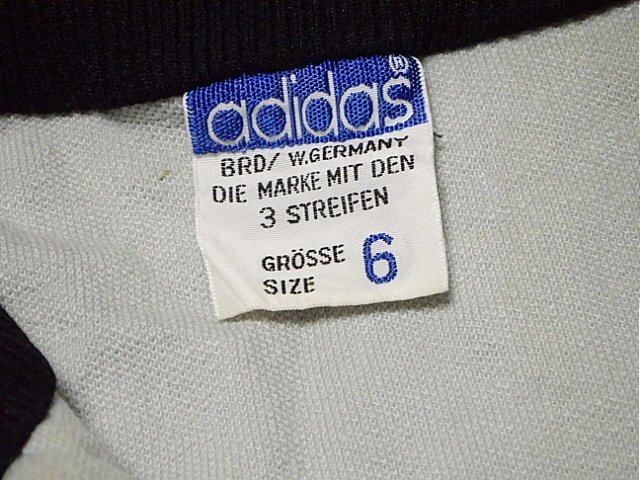 adidas®
BRD/ W.GERMANY
DIE MARKE MIT DEN
3 STREIFEN
GRÖSSE 6
SIZE